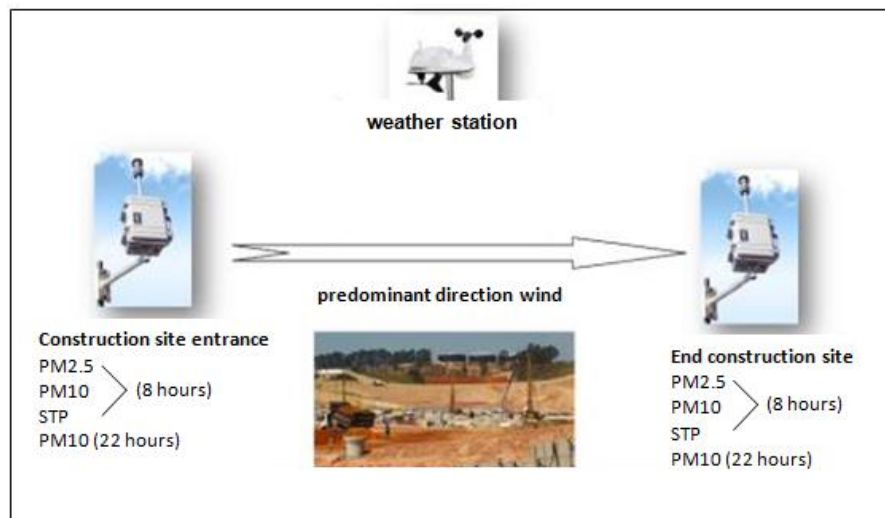 weather station
predominant direction wind
Construction site entrance
PM2.5
PM10
(8 hours)
STP
PM10 (22 hours)
End construction site
PM2.5
PM10
(8 hours)
STP
PM10 (22 hours)